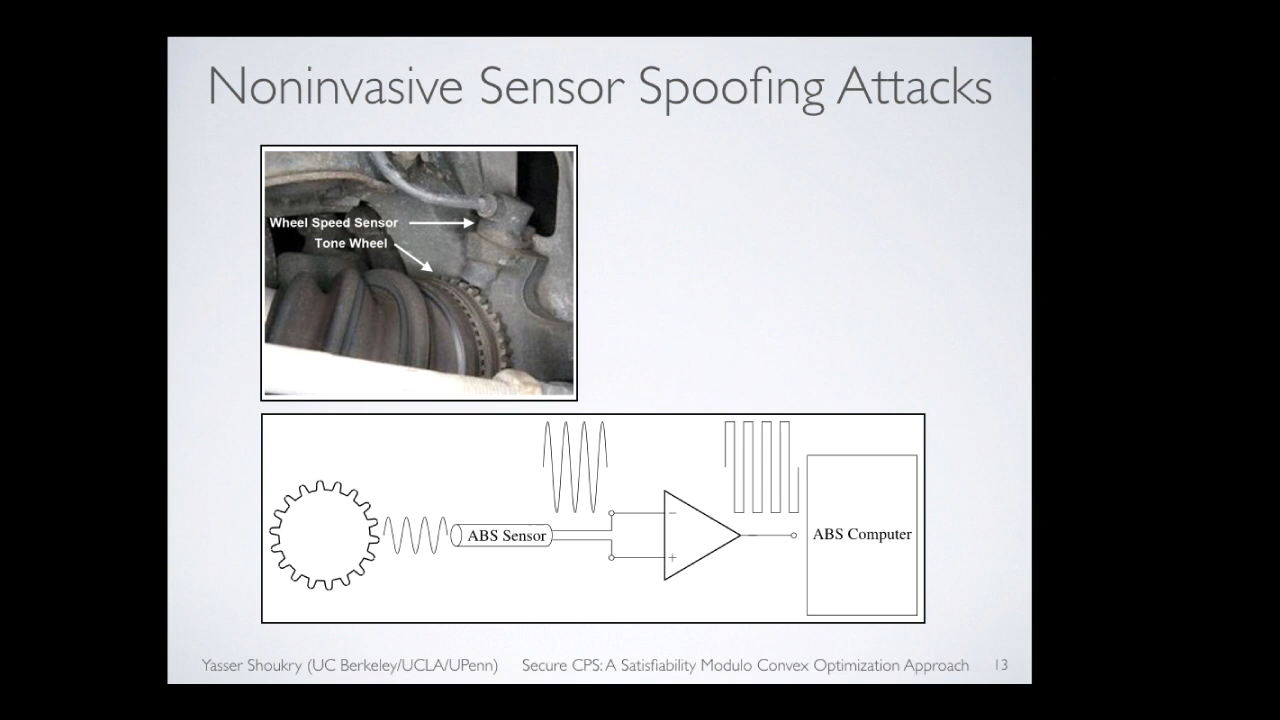 Noninvasive Sensor Spoofing Attacks
Wheel Speed Sensor
Tone Wheel
ABS Sensor
−
+
ABS Computer
Yasser Shoukry (UC Berkeley/UCLA/UPenn) Secure CPS: A Satisfiability Modulo Convex Optimization Approach 13